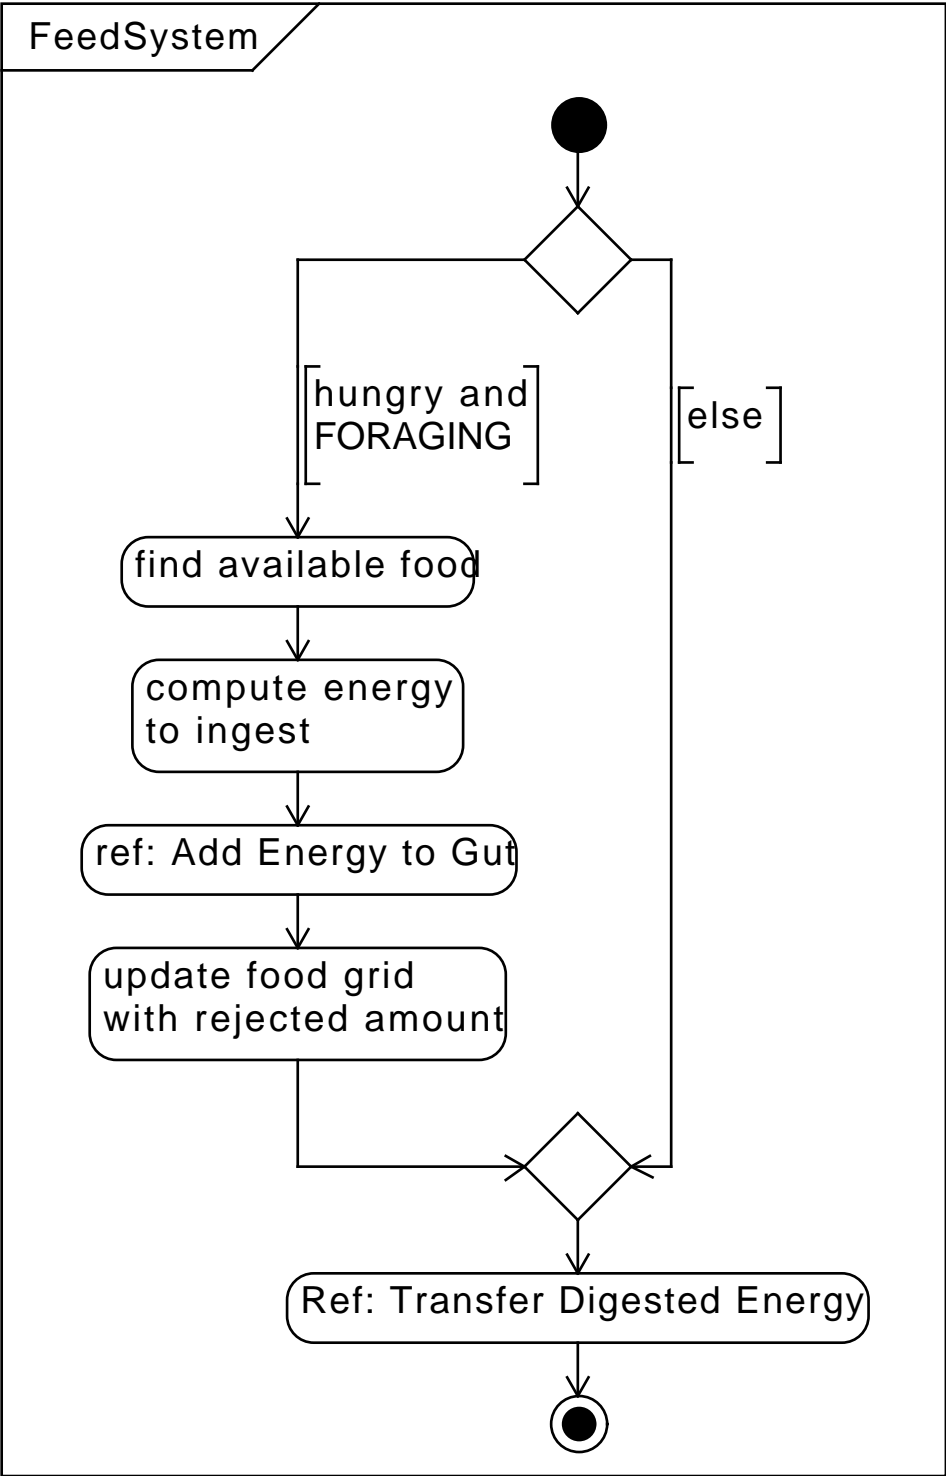 FeedSystem
hungry and
FORAGING
else
find available food
compute energy
to ingest
ref: Add Energy to Gut
update food grid
with rejected amount
Ref: Transfer Digested Energy